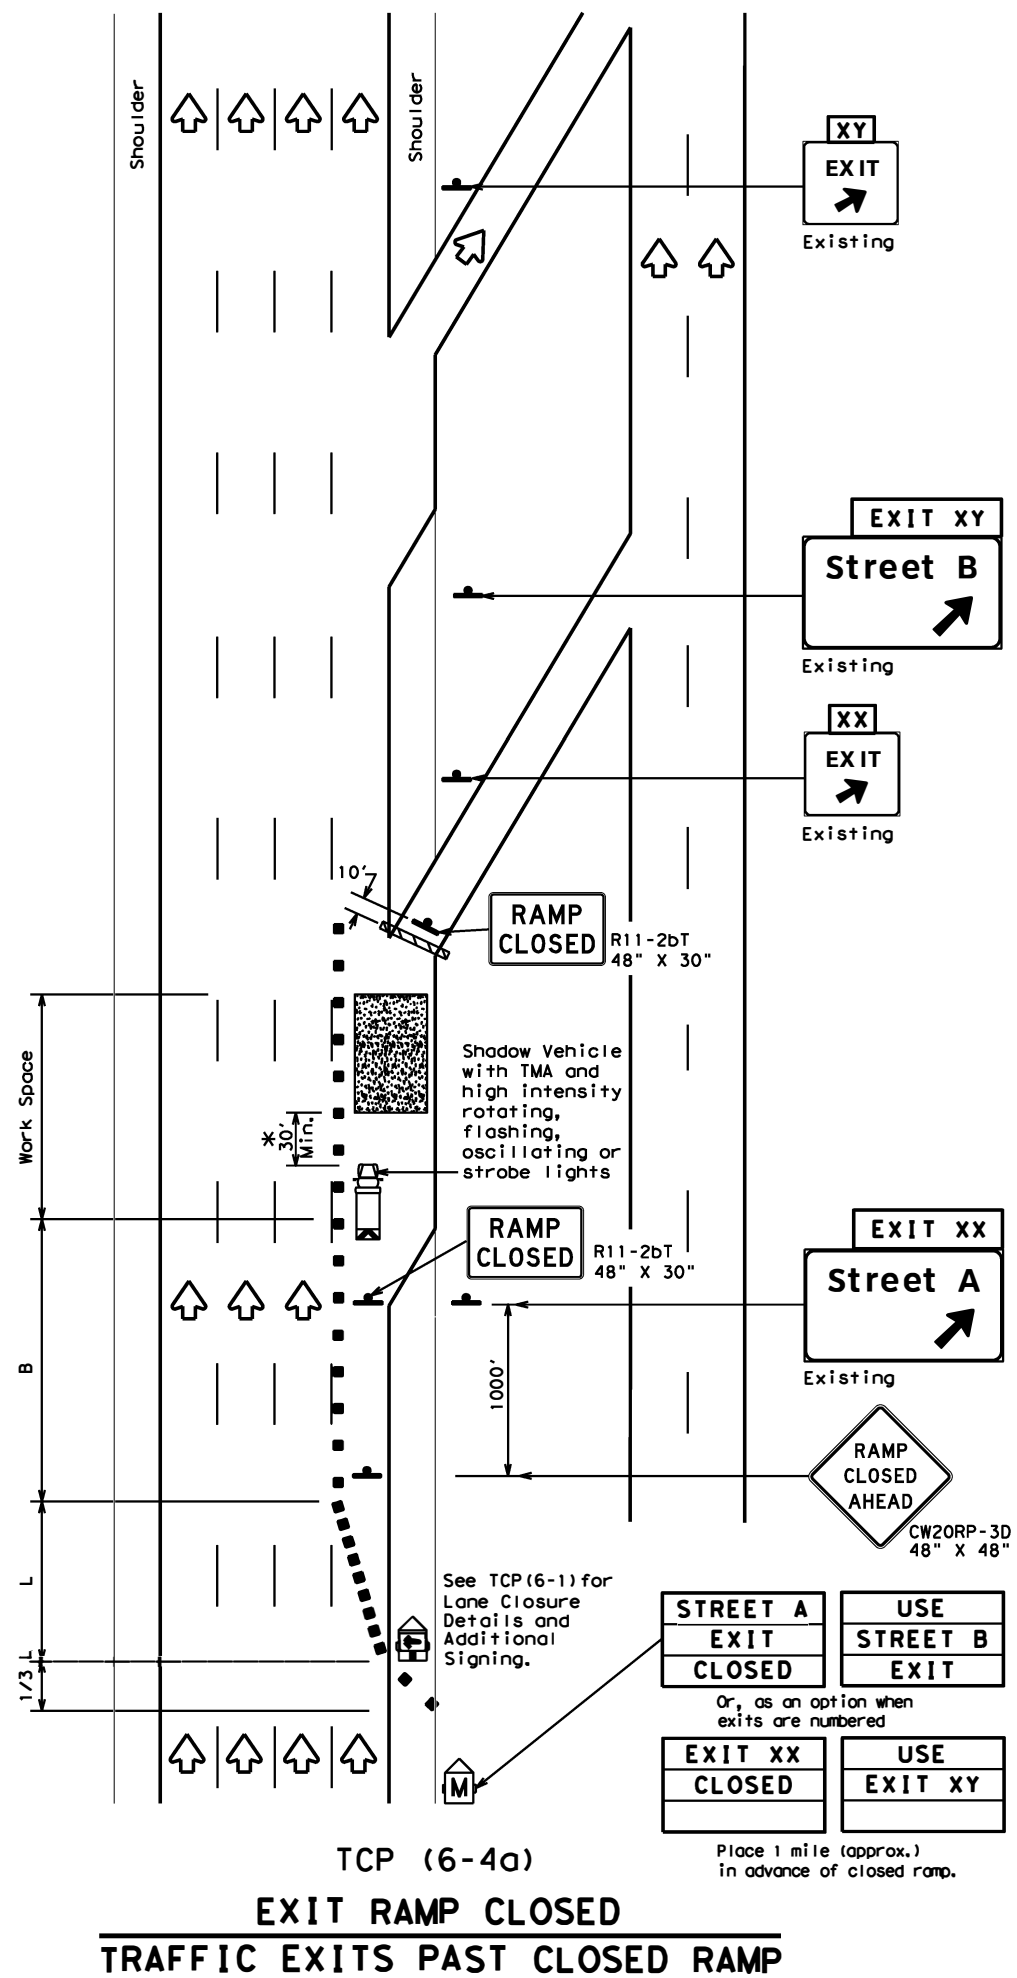 Shoulder
Shoulder
XY
EXIT
Existing
EXIT XY
Street B
Existing
XX
EXIT
Existing
10'
RAMP
CLOSED
R11-2bT
48" X 30"
Work Space
Shadow Vehicle
with TMA and
high intensity
rotating,
flashing,
oscillating or
strobe lights
*
30'
Min.
RAMP
CLOSED
R11-2bT
48" X 30"
EXIT XX
Street A
Existing
B
1000'
RAMP
CLOSED
AHEAD
CW20RP-3D
48" X 48"
L
See TCP(6-1)for
Lane Closure
Details and
Additional
Signing.
1/3 L
STREET A
EXIT
CLOSED
USE
STREET B
EXIT
Or, as an option when
exits are numbered
EXIT XX
CLOSED
USE
EXIT XY
M
Place 1 mile (approx.)
in advance of closed ramp.
TCP (6-4a)
EXIT RAMP CLOSED
TRAFFIC EXITS PAST CLOSED RAMP